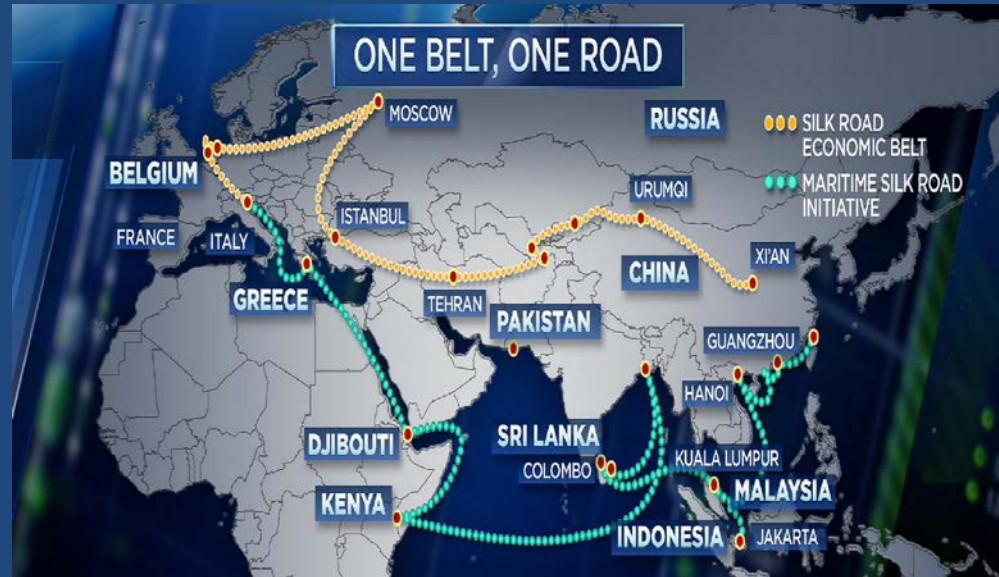 ONE BELT, ONE ROAD
MOSCOW
RUSSIA
SILK ROAD
ECONOMIC BELT
MARITIME SILK ROAD
INITIATIVE
BELGIUM
URUMQI
ISTANBUL
FRANCE
ITALY
XI'AN
CHINA
GREECE
TEHRAN
PAKISTAN
GUANGZHOU
HANOI
DJIBOUTI
SRI LANKA
COLOMBO
KUALA LUMPUR
MALAYSIA
KENYA
INDONESIA
JAKARTA